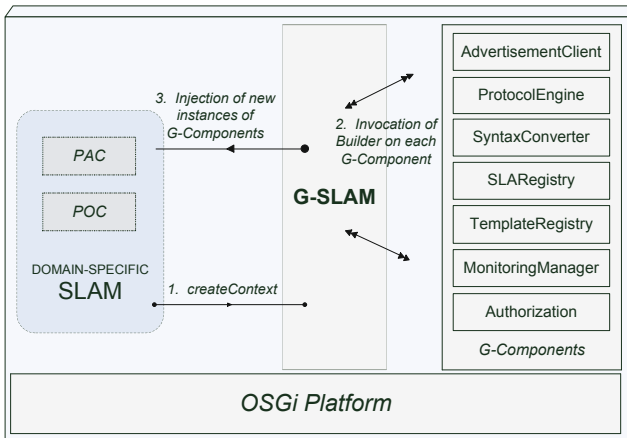 3. Injection of new
instances of
G-Components
PAC
POC
DOMAIN-SPECIFIC
SLAM
1. createContext
2. Invocation of
Builder on each
G-Component
G-SLAM
AdvertisementClient
ProtocolEngine
SyntaxConverter
SLARegistry
TemplateRegistry
MonitoringManager
Authorization
G-Components
OSGi Platform